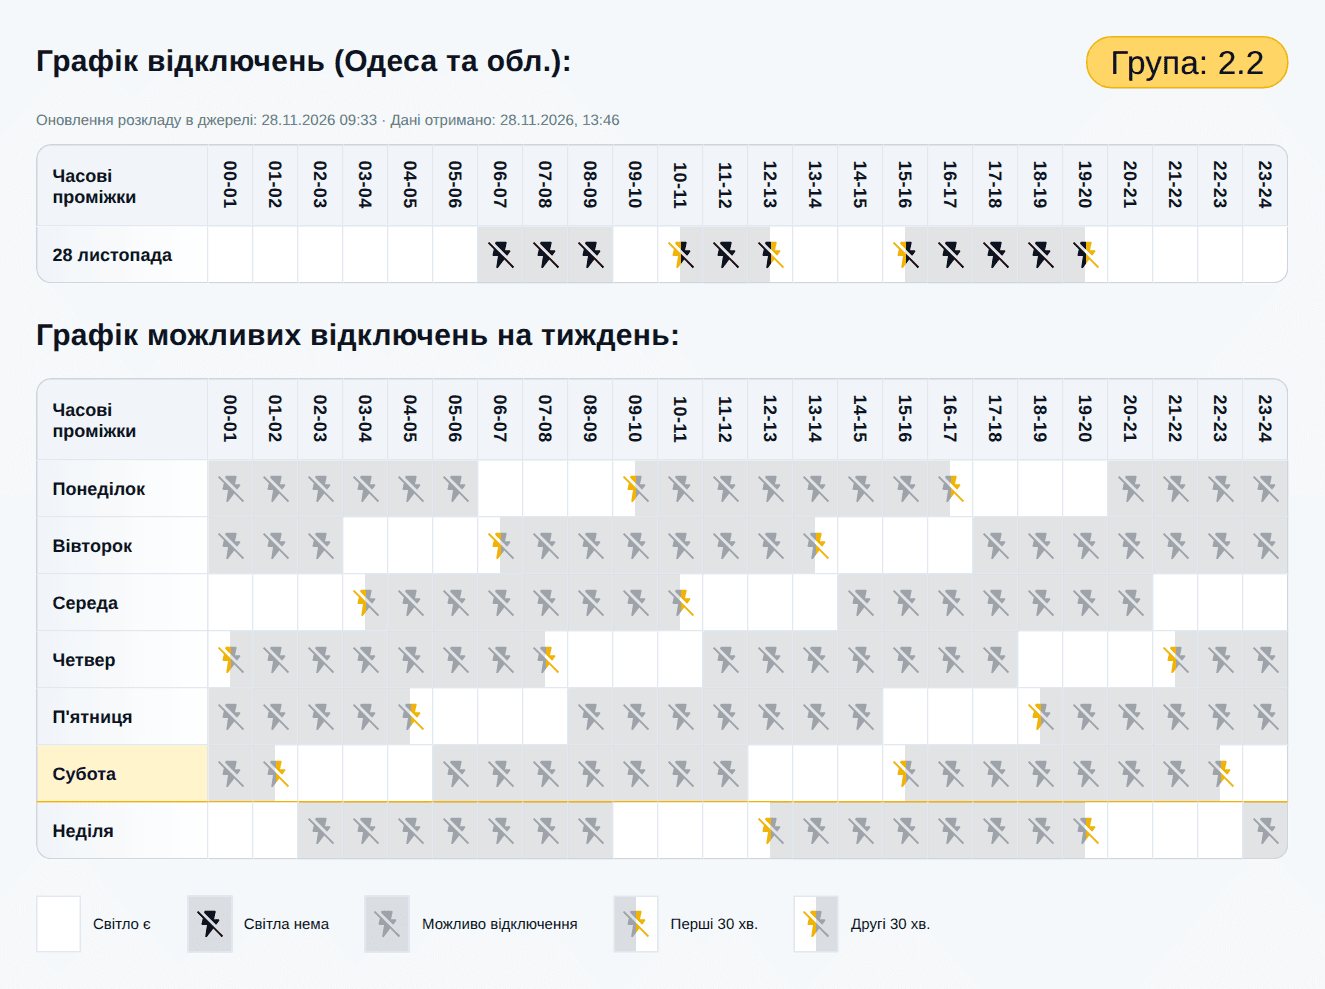 Графік відключень (Одеса та обл.):
Група: 2.2
Оновлення розкладу в джерелі: 28.11.2026 09:33 · Дані отримано: 28.11.2026, 13:46
Часові
проміжки
00-01 01-02 02-03 03-04 04-05 05-06 06-07 07-08 08-09 09-10 10-11 11-12 12-13 13-14 14-15 15-16 16-17 17-18 18-19 19-20 20-21 21-22 22-23 23-24
28 листопада
Графік можливих відключень на тиждень:
Часові
проміжки
00-01 01-02 02-03 03-04 04-05 05-06 06-07 07-08 08-09 09-10 10-11 11-12 12-13 13-14 14-15 15-16 16-17 17-18 18-19 19-20 20-21 21-22 22-23 23-24
Понеділок
Вівторок
Середа
Четвер
П'ятниця
Субота
Неділя
Світло є
Світла нема
Можливо відключення
Перші 30 хв.
Другі 30 хв.